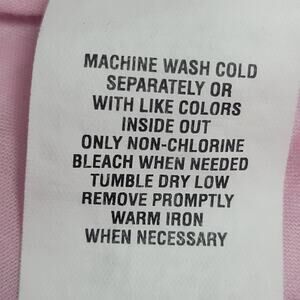 MACHINE WASH COLD
SEPARATELY OR
WITH LIKE COLORS
INSIDE OUT
ONLY NON-CHLORINE
BLEACH WHEN NEEDED
TUMBLE DRY LOW
REMOVE PROMPTLY
WARM IRON
WHEN NECESSARY